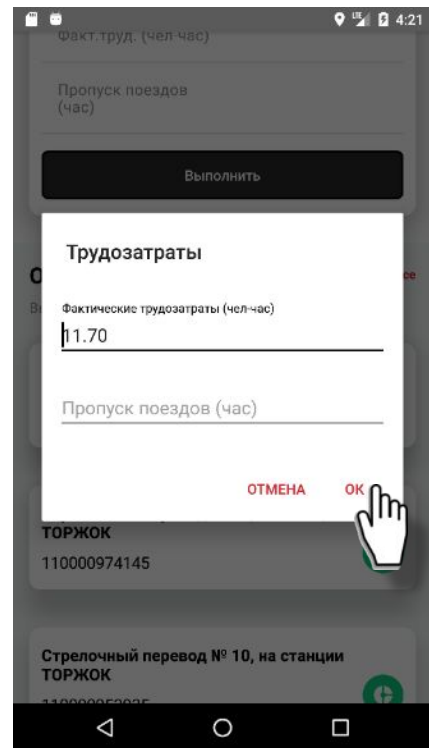 4:21
Факт.труд. (чел час)
Пропуск поездов
(час)
Выполнить
Трудозатраты
Фактические трудозатраты (чел-час)
11.70
Пропуск поездов (час)
ОТМЕНА ОК
ТОРЖОК
110000974145
Стрелочный перевод № 10, на станции
ТОРЖОК